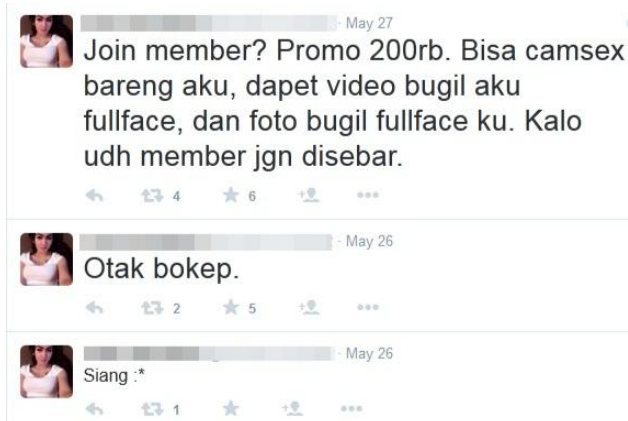 · May 27
Join member? Promo 200rb. Bisa camsex
bareng aku, dapet video bugil aku
fullface, dan foto bugil fullface ku. Kalo
udh member jgn disebar.
4 6
· May 26
Otak bokep.
2 5
· May 26
Siang :*
1